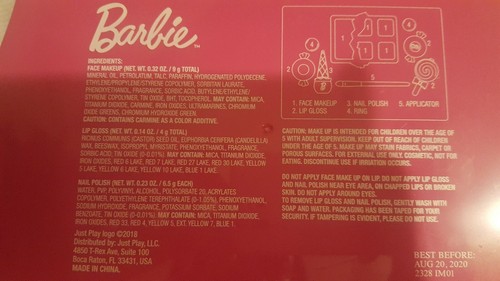 Barbie™
INGREDIENTS:
FACE MAKEUP (NET. WT. 0.32 OZ. / 9 g TOTAL)
MINERAL OIL, PETROLATUM, TALC, PARAFFIN, HYDROGENATED POLYDECENE,
ETHYLENE/PROPYLENE/STYRENE COPOLYMER, SORBITAN LAURATE,
PHENOXYETHANOL, FRAGRANCE, SORBIC ACID, BUTYLENE/ETHYLENE/
STYRENE COPOLYMER, TIN OXIDE, BHT, TOCOPHEROL. MAY CONTAIN: MICA,
TITANIUM DIOXIDE, CARMINE, IRON OXIDES, ULTRAMARINES, CHROMIUM
OXIDE GREENS, CHROMIUM HYDROXIDE GREEN.
CAUTION: CONTAINS CARMINE AS A COLOR ADDITIVE.
LIP GLOSS (NET. WT. 0.14 OZ. / 4 g TOTAL)
RICINUS COMMUNIS (CASTOR) SEED OIL, EUPHORBIA CERIFERA (CANDELILLA)
WAX, BEESWAX, ISOPROPYL MYRISTATE, PHENOXYETHANOL, FRAGRANCE,
SORBIC ACID, TIN OXIDE (0-0.01%). MAY CONTAIN: MICA, TITANIUM DIOXIDE,
IRON OXIDES, RED 6 LAKE, RED 7 LAKE, RED 27 LAKE, RED 30 LAKE, YELLOW
5 LAKE, YELLOW 6 LAKE, YELLOW 10 LAKE, BLUE 1 LAKE
NAIL POLISH (NET WT. 0.23 OZ. / 6.5 g EACH)
WATER, POLYVINYL ALCOHOL, POLYSORBATE 20, ACRYLATES
COPOLYMER, POLYETHYLENE TEREPHTHALATE (0-1.05%), PHENOXYETHANOL,
SODIUM HYDROXIDE, FRAGRANCE, POTASSIUM SORBATE, SODIUM
BENZOATE, TIN OXIDE (0-0.01%). MAY CONTAIN: MICA, TITANIUM DIOXIDE,
IRON OXIDES, RED 33, RED 4, YELLOW 5, EXT. YELLOW 7, BLUE 1.
Just Play logo ©2018
Distributed by: Just Play, LLC.
4850 T-Rex Ave, Suite 100
Boca Raton, FL 33431, USA
MADE IN CHINA.
4
1
2
3
5
4
2
1. FACE MAKEUP 3. NAIL POLISH 5. APPLICATOR
2. LIP GLOSS 4. RING
CAUTION: MAKE UP IS INTENDED FOR CHILDREN OVER THE AGE OF
5 WITH ADULT SUPERVISION. KEEP OUT OF REACH OF CHILDREN
UNDER THE AGE OF 5. MAKE UP MAY STAIN FABRICS, CARPET OR
POROUS SURFACES. FOR EXTERNAL USE ONLY. COSMETIC, NOT FOR
EATING. DISCONTINUE USE IF IRRITATION OCCURS.
DO NOT APPLY FACE MAKE UP ON LIP. DO NOT APPLY LIP GLOSS
AND NAIL POLISH NEAR EYE AREA, ON CHAPPED LIPS OR BROKEN
SKIN. DO NOT APPLY AROUND EYES.
TO REMOVE LIP GLOSS AND NAIL POLISH, GENTLY WASH WITH
SOAP AND WATER. PACKAGING HAS BEEN TAPED FOR YOUR
SECURITY. IF TAMPERING IS EVIDENT, PLEASE DO NOT USE.
BEST BEFORE:
AUG 20, 2020
2328 IM01